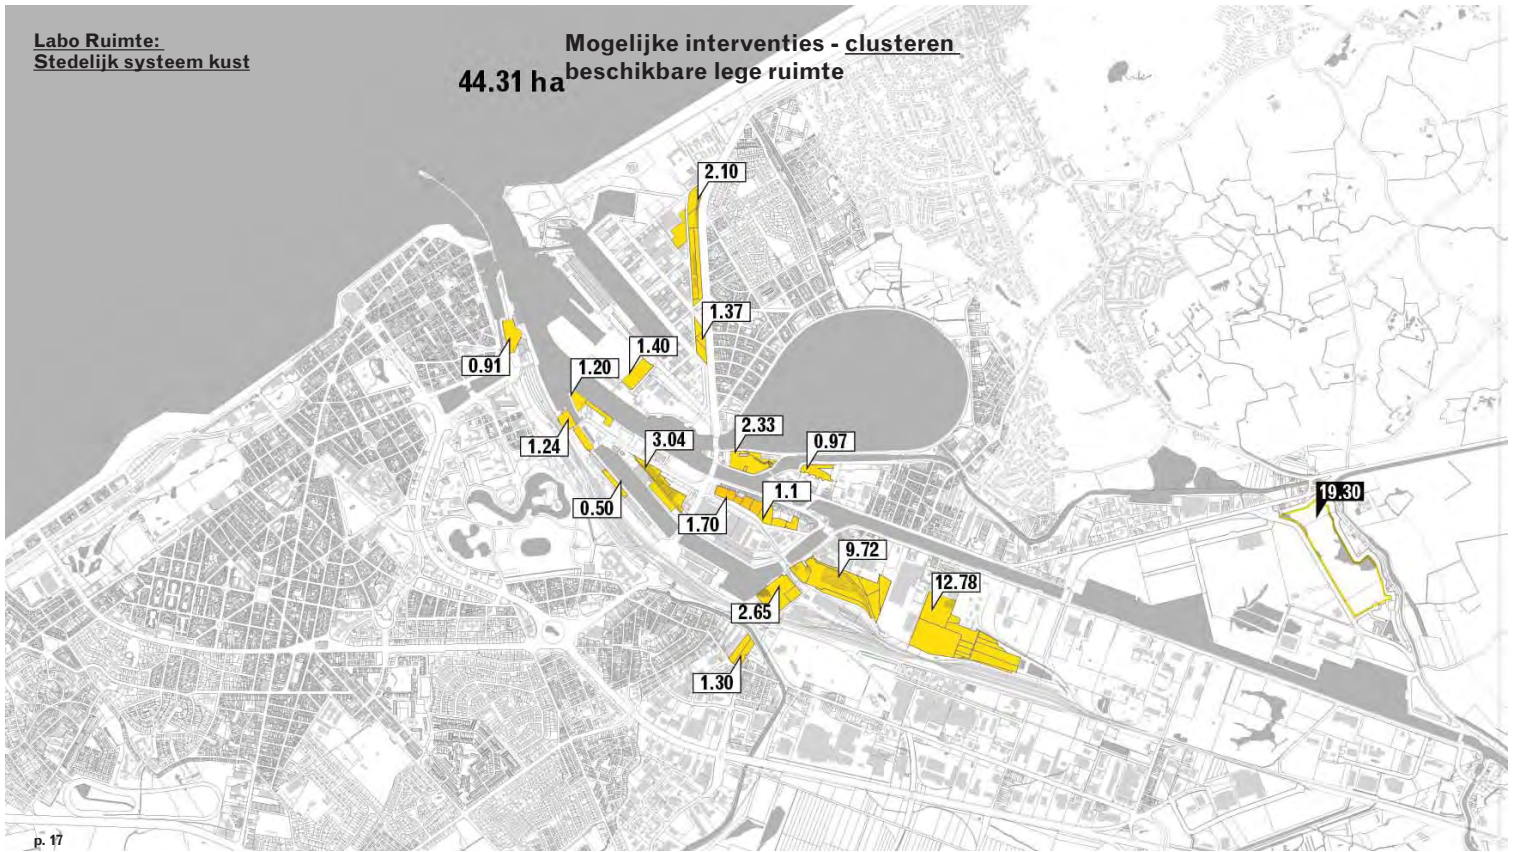 Labo Ruimte:
Stedelijk systeem kust
Mogelijke interventies - clusteren
beschikbare lege ruimte
44.31 ha
2.10
1.37
1.40
0.91
1.20
1.24
3.04
2.33
0.97
0.50
1.70
1.1
19.30
9.72
12.78
2.65
1.30
p. 17